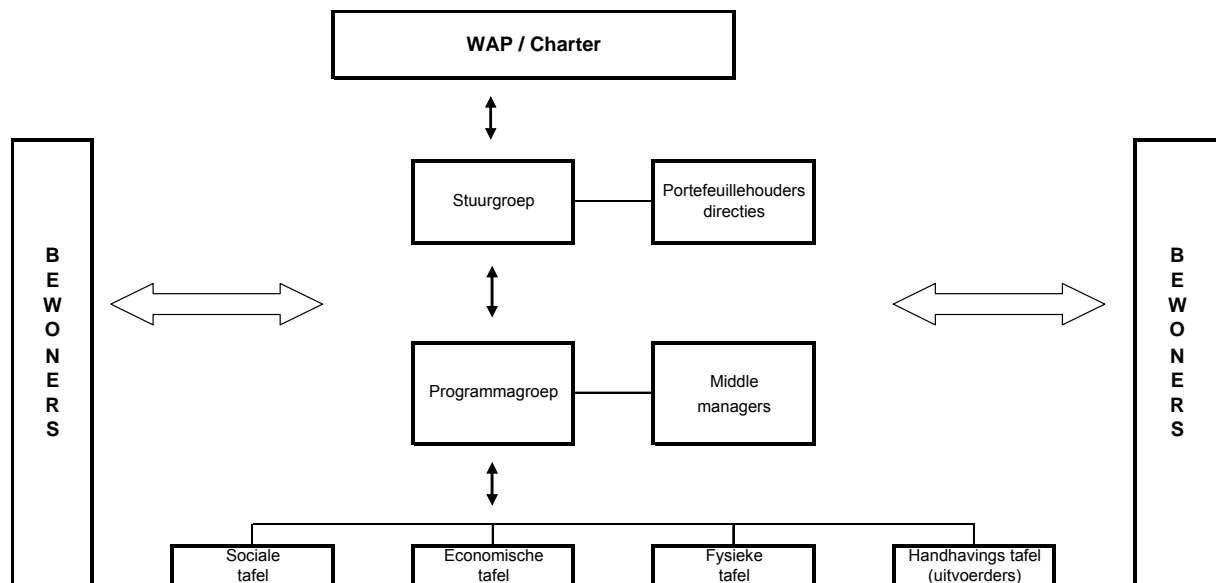 WAP / Charter
Stuurgroep
Portefeuillehouders
directies
B
E
W
O
N
E
R
S
B
E
W
O
N
E
R
S
Programmagroep
Middle
managers
Sociale
tafel
Economische
tafel
Fysieke
tafel
Handhavings tafel
(uitvoerders)